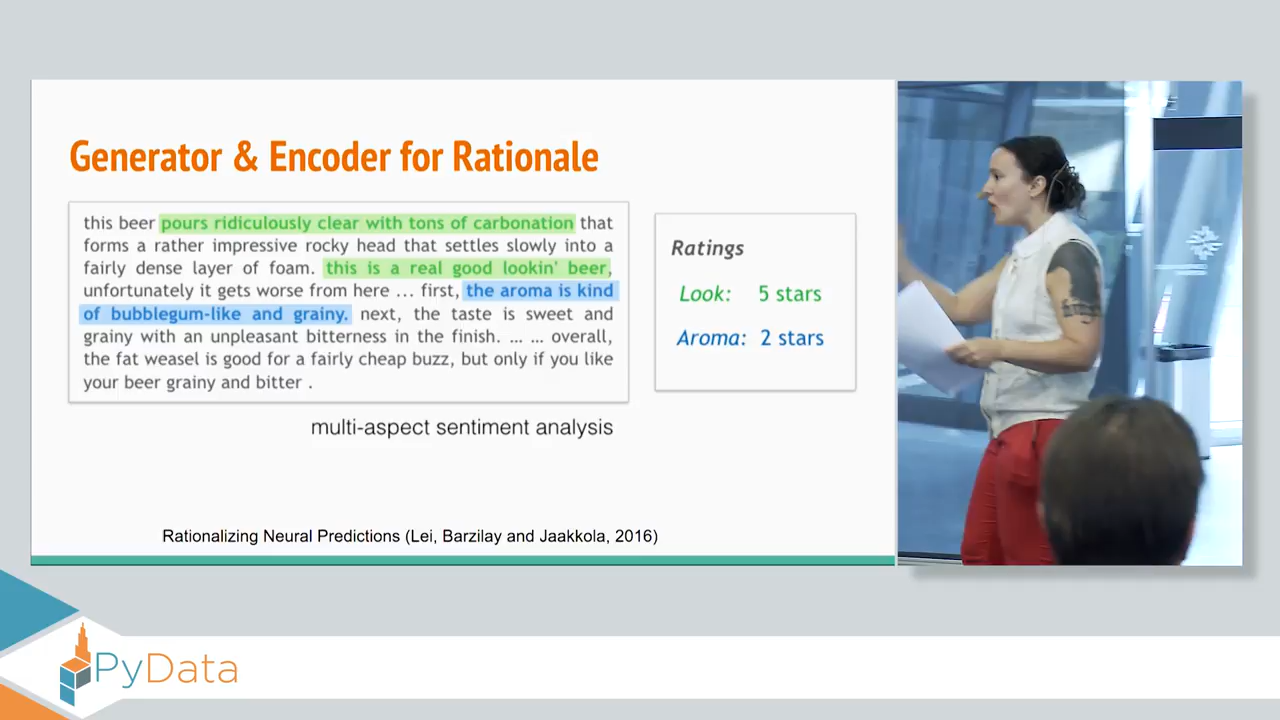 Generator & Encoder for Rationale
this beer pours ridiculously clear with tons of carbonation that
forms a rather impressive rocky head that settles slowly into a
fairly dense layer of foam. this is a real good lookin' beer,
unfortunately it gets worse from here ... first, the aroma is kind
of bubblegum-like and grainy. next, the taste is sweet and
grainy with an unpleasant bitterness in the finish. ... ... overall,
the fat weasel is good for a fairly cheap buzz, but only if you like
your beer grainy and bitter .
Ratings
Look: 5 stars
Aroma: 2 stars
multi-aspect sentiment analysis
Rationalizing Neural Predictions (Lei, Barzilay and Jaakkola, 2016)
PyData